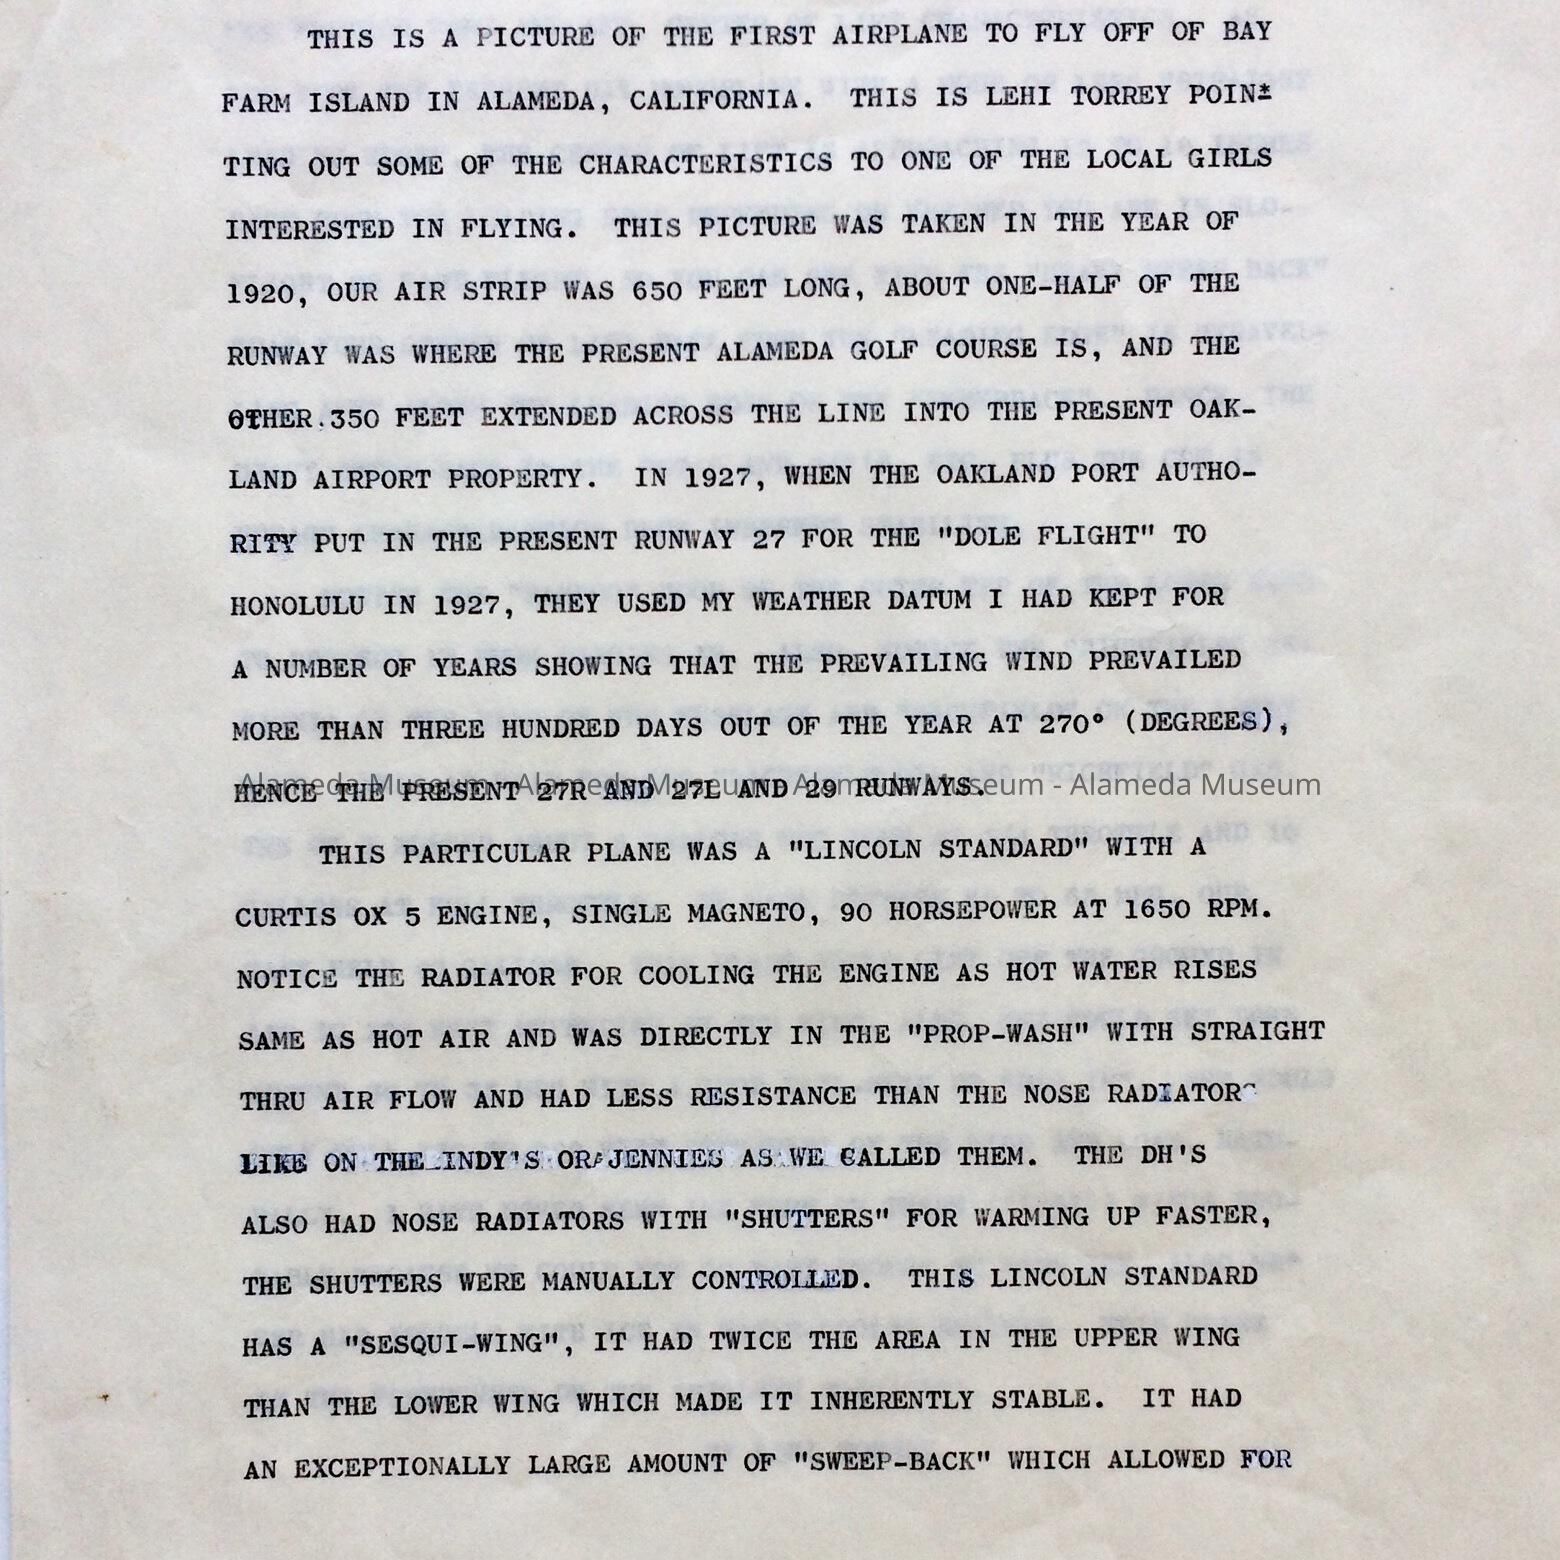 THIS IS A PICTURE OF THE FIRST AIRPLANE TO FLY OFF OF BAY
FARM ISLAND IN ALAMEDA, CALIFORNIA.  THIS IS LEHI TORREY POIN*
TING OUT SOME OF THE CHARACTERISTICS TO ONE OF THE LOCAL GIRLS
INTERESTED IN FLYING.  THIS PICTURE WAS TAKEN IN THE YEAR OF
1920, OUR AIR STRIP WAS 650 FEET LONG, ABOUT ONE-HALF OF THE
RUNWAY WAS WHERE THE PRESENT ALAMEDA GOLF COURSE IS, AND THE
OTHER.350 FEET EXTENDED ACROSS THE LINE INTO THE PRESENT OAK-
LAND AIRPORT PROPERTY.  IN 1927, WHEN THE OAKLAND PORT AUTHO-
RITY PUT IN THE PRESENT RUNWAY 27 FOR THE "DOLE FLIGHT" TO
HONOLULU IN 1927, THEY USED MY WEATHER DATUM I HAD KEPT FOR
A NUMBER OF YEARS SHOWING THAT THE PREVAILING WIND PREVAILED
MORE THAN THREE HUNDRED DAYS OUT OF THE YEAR AT 270° (DEGREES),
Alameda Museum - Alameda Museum - Alameda Museum - Alameda Museum
HENCE THE PRESENT 27R AND 27L AND 29 RUNWAYS.
THIS PARTICULAR PLANE WAS A "LINCOLN STANDARD" WITH A
CURTIS OX 5 ENGINE, SINGLE MAGNETO, 90 HORSEPOWER AT 1650 RPM.
NOTICE THE RADIATOR FOR COOLING THE ENGINE AS HOT WATER RISES
SAME AS HOT AIR AND WAS DIRECTLY IN THE "PROP-WASH" WITH STRAIGHT
THRU AIR FLOW AND HAD LESS RESISTANCE THAN THE NOSE RADIATOR
LIKE ON THE INDY'S OR JENNIES AS WE CALLED THEM.  THE DH'S
ALSO HAD NOSE RADIATORS WITH "SHUTTERS" FOR WARMING UP FASTER,
THE SHUTTERS WERE MANUALLY CONTROLLED.  THIS LINCOLN STANDARD
HAS A "SESQUI-WING", IT HAD TWICE THE AREA IN THE UPPER WING
THAN THE LOWER WING WHICH MADE IT INHERENTLY STABLE.  IT HAD
AN EXCEPTIONALLY LARGE AMOUNT OF "SWEEP-BACK" WHICH ALLOWED FOR